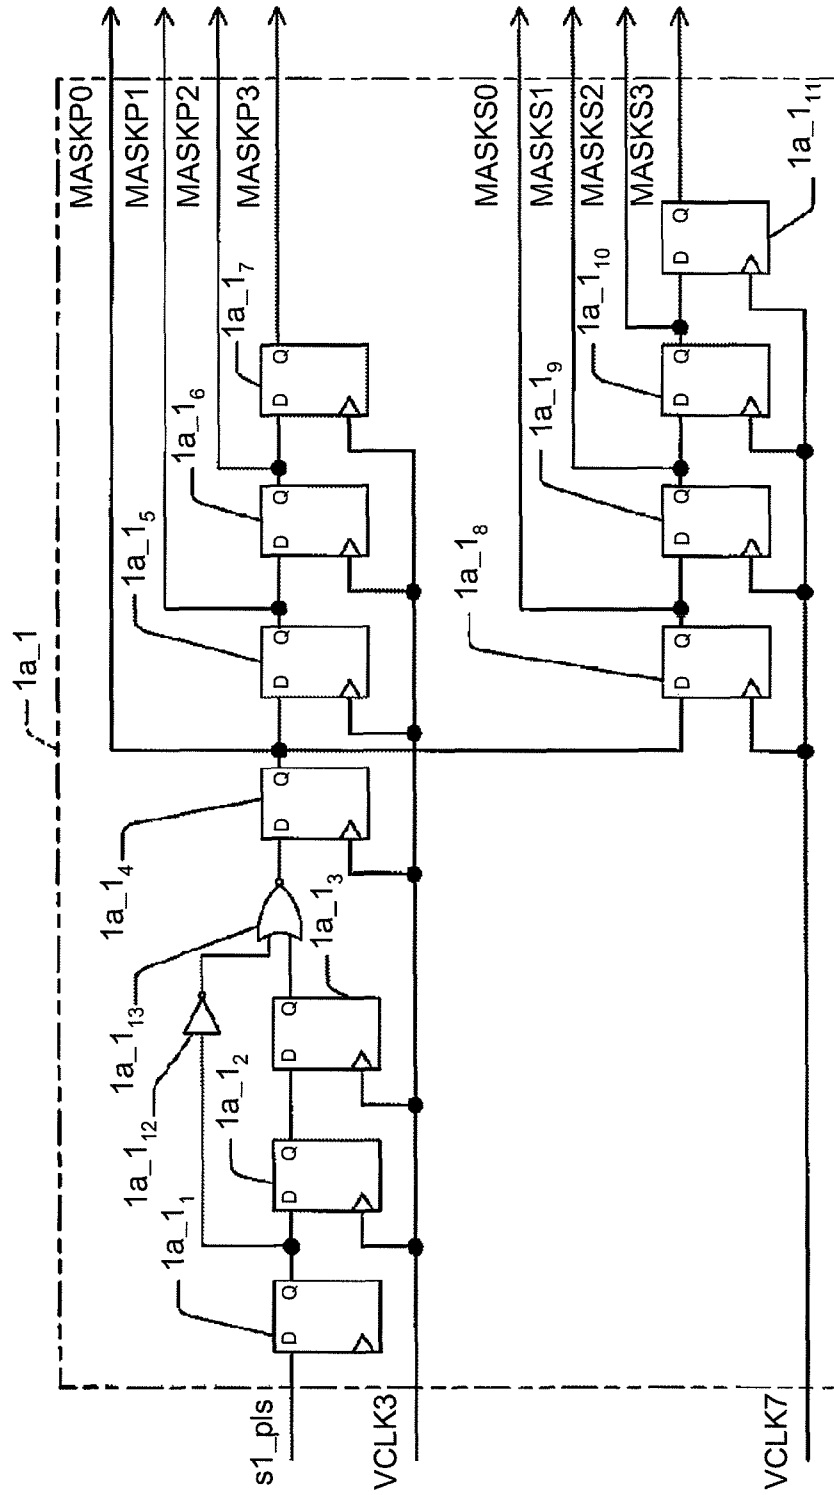 1a_1
MASKP0
MASKP1
MASKP2
MASKP3
MASKS0
MASKS1
MASKS2
MASKS3
1a_1₁
1a_1₂
1a_1₃
1a_1₄
1a_1₅
1a_1₆
1a_1₇
1a_1₈
1a_1₉
1a_1₁₀
1a_1₁₁
1a_1₁₂
1a_1₁₃
D Q
D Q
D Q
D Q
D Q
D Q
D Q
D Q
D Q
D Q
D Q
s1_pls
VCLK3
VCLK7